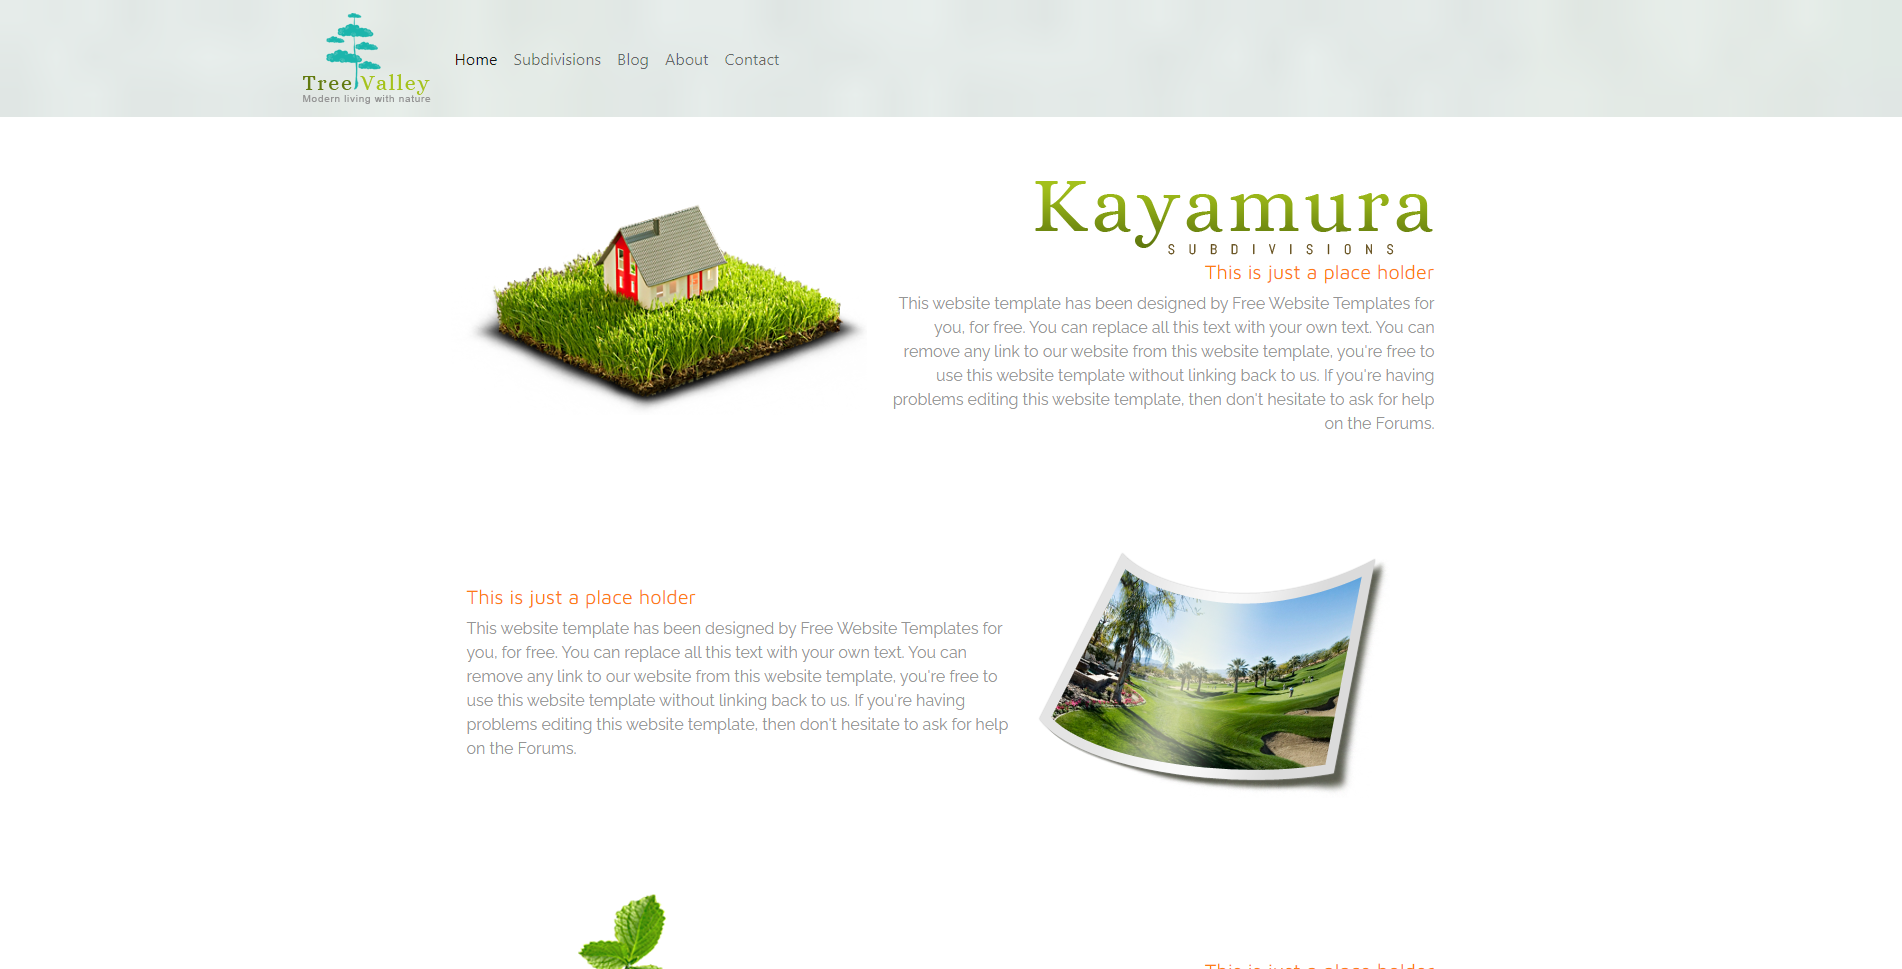 Tree Valley
Modern living with nature
Home Subdivisions Blog About Contact
Kayamura
SUBDIVISIONS
This is just a place holder
This website template has been designed by Free Website Templates for
you, for free. You can replace all this text with your own text. You can
remove any link to our website from this website template, you're free to
use this website template without linking back to us. If you're having
problems editing this website template, then don't hesitate to ask for help
on the Forums.
This is just a place holder
This website template has been designed by Free Website Templates for
you, for free. You can replace all this text with your own text. You can
remove any link to our website from this website template, you're free to
use this website template without linking back to us. If you're having
problems editing this website template, then don't hesitate to ask for help
on the Forums.
This is just a place holder